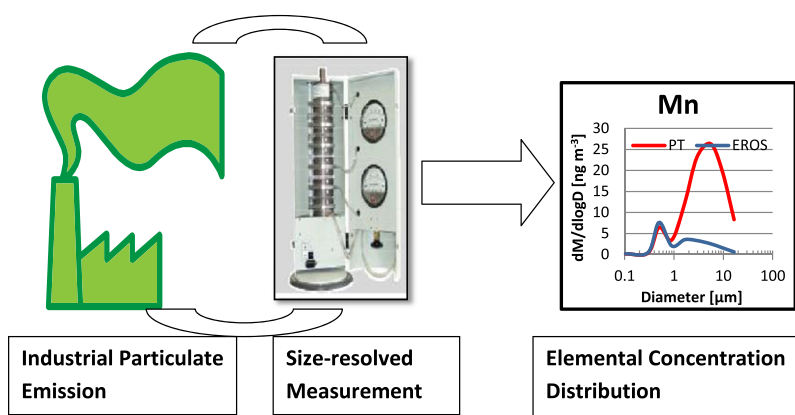 Mn
30
25
20
15
10
5
0
dM/dlogD [ng m⁻³]
PT EROS
0.1 1 10 100
Diameter [µm]
Industrial Particulate
Emission
Size-resolved
Measurement
Elemental Concentration
Distribution